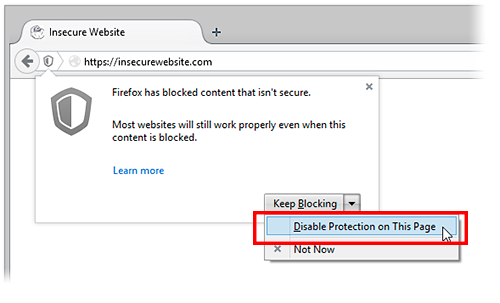 Insecure Website
https://insecurewebsite.com
Firefox has blocked content that isn't secure.
Most websites will still work properly even when this
content is blocked.
Learn more
Keep Blocking
Disable Protection on This Page
Not Now